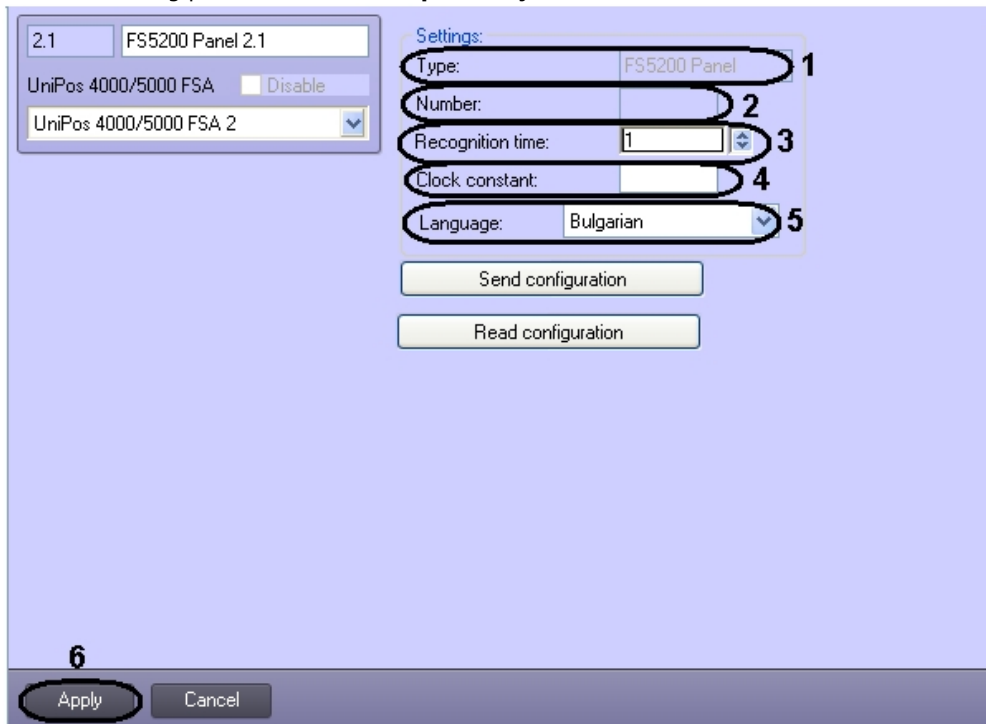 2.1 FS5200 Panel 2.1
UniPos 4000/5000 FSA Disable
UniPos 4000/5000 FSA 2
Settings:
Type: FS5200 Panel 1
Number: 2
Recognition time: 1 3
Clock constant: 4
Language: Bulgarian 5
Send configuration
Read configuration
6
Apply Cancel